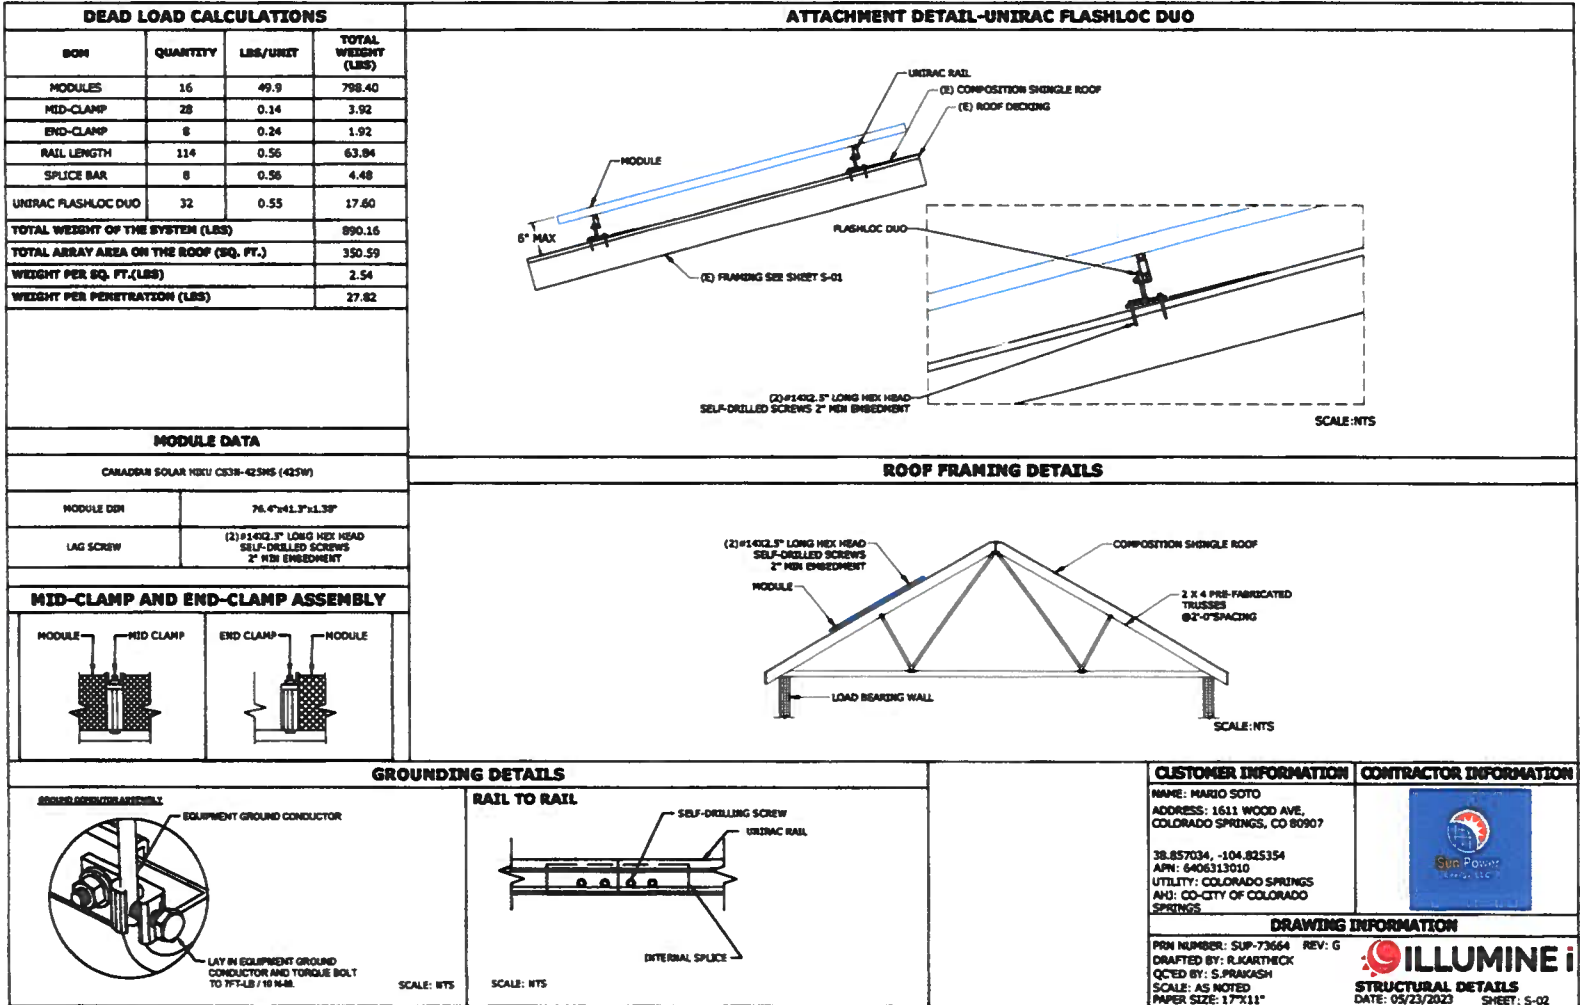 DEAD LOAD CALCULATIONS
BOM QUANTITY LBS/UNIT TOTAL WEIGHT (LBS)
MODULES 16 49.9 798.40
MID-CLAMP 28 0.14 3.92
END-CLAMP 8 0.24 1.92
RAIL LENGTH 114 0.56 63.84
SPLICE BAR 8 0.56 4.48
UNIRAC FLASHLOC DUO 32 0.55 17.60
TOTAL WEIGHT OF THE SYSTEM (LBS) 890.16
TOTAL ARRAY AREA ON THE ROOF (SQ. FT.) 350.59
WEIGHT PER SQ. FT.(LBS) 2.54
WEIGHT PER PENETRATION (LBS) 27.82
ATTACHMENT DETAIL-UNIRAC FLASHLOC DUO
UNIRAC RAIL
(E) COMPOSITION SHINGLE ROOF
(E) ROOF DECKING
MODULE
6" MAX
(E) FRAMING SEE SHEET S-01
FLASHLOC DUO
(2)#14X2.5" LONG HEX HEAD
SELF-DRILLED SCREWS 2" MIN EMBEDMENT
SCALE:NTS
MODULE DATA
CANADIAN SOLAR HIKU CS3N-425MS (425W)
MODULE DIM 76.4"x41.3"x1.38"
LAG SCREW
(2)#14X2.5" LONG HEX HEAD
SELF-DRILLED SCREWS
2" MIN EMBEDMENT
ROOF FRAMING DETAILS
(2)#14X2.5" LONG HEX HEAD
SELF-DRILLED SCREWS
2" MIN EMBEDMENT
MODULE
COMPOSITION SHINGLE ROOF
2 X 4 PRE-FABRICATED
TRUSSES
@2'-0"SPACING
LOAD BEARING WALL
SCALE:NTS
MID-CLAMP AND END-CLAMP ASSEMBLY
MODULE MID CLAMP
END CLAMP MODULE
GROUNDING DETAILS
EQUIPMENT GROUND CONDUCTOR
LAY IN EQUIPMENT GROUND
CONDUCTOR AND TORQUE BOLT
TO 7FT-LB / 10 N-M.
SCALE: NTS
RAIL TO RAIL
SELF-DRILLING SCREW
UNIRAC RAIL
INTERNAL SPLICE
SCALE: NTS
CUSTOMER INFORMATION
NAME: MARIO SOTO
ADDRESS: 1611 WOOD AVE,
COLORADO SPRINGS, CO 80907
38.857034, -104.825354
APN: 6406313010
UTILITY: COLORADO SPRINGS
AHJ: CO-CITY OF COLORADO
SPRINGS
CONTRACTOR INFORMATION
Sun Power
DRAWING INFORMATION
PRN NUMBER: SUP-73664 REV: G
DRAFTED BY: R.KARTHICK
QC'ED BY: S.PRAKASH
SCALE: AS NOTED
PAPER SIZE: 17"X11"
ILLUMINE i
STRUCTURAL DETAILS
DATE: 05/23/2023 SHEET: S-02